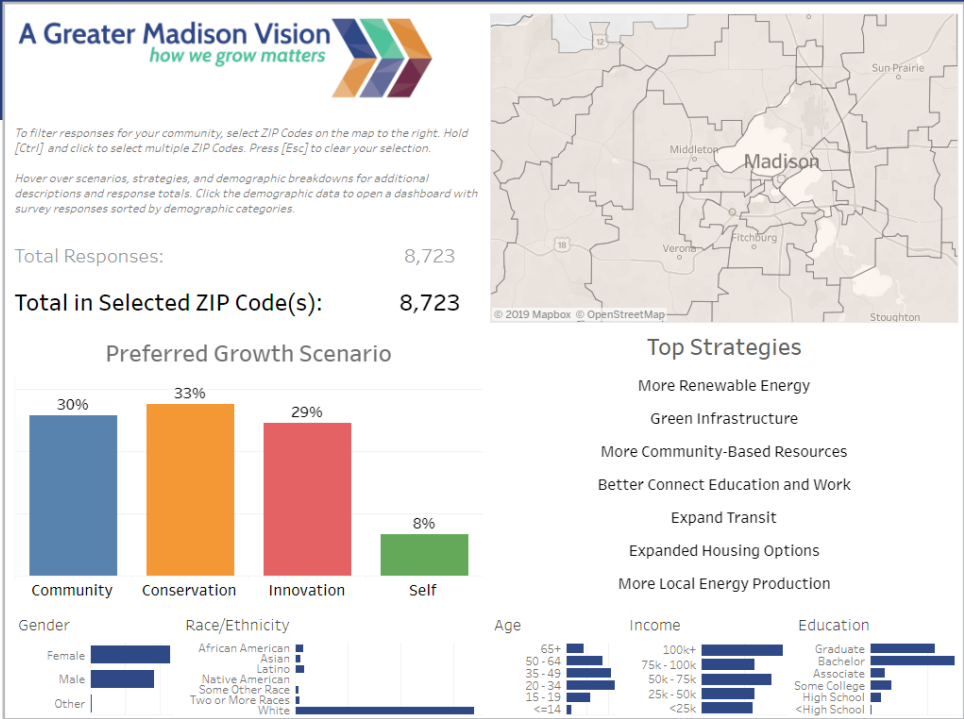 A Greater Madison Vision
how we grow matters
To filter responses for your community, select ZIP Codes on the map to the right. Hold
[Ctrl] and click to select multiple ZIP Codes. Press [Esc] to clear your selection.
Hover over scenarios, strategies, and demographic breakdowns for additional
descriptions and response totals. Click the demographic data to open a dashboard with
survey responses sorted by demographic categories.
Total Responses: 8,723
Total in Selected ZIP Code(s): 8,723
12
Sun Prairie
Middleton
Madison
18
Verona
Fitchburg
Stoughton
© 2019 Mapbox © OpenStreetMap
Preferred Growth Scenario
30%
33%
29%
8%
Community
Conservation
Innovation
Self
Top Strategies
More Renewable Energy
Green Infrastructure
More Community-Based Resources
Better Connect Education and Work
Expand Transit
Expanded Housing Options
More Local Energy Production
Gender
Female
Male
Other
Race/Ethnicity
African American
Asian
Latino
Native American
Some Other Race
Two or More Races
White
Age
65+
50 - 64
35 - 49
20 - 34
15 - 19
<=14
Income
100k+
75k - 100k
50k - 75k
25k - 50k
<25k
Education
Graduate
Bachelor
Associate
Some College
High School
<High School